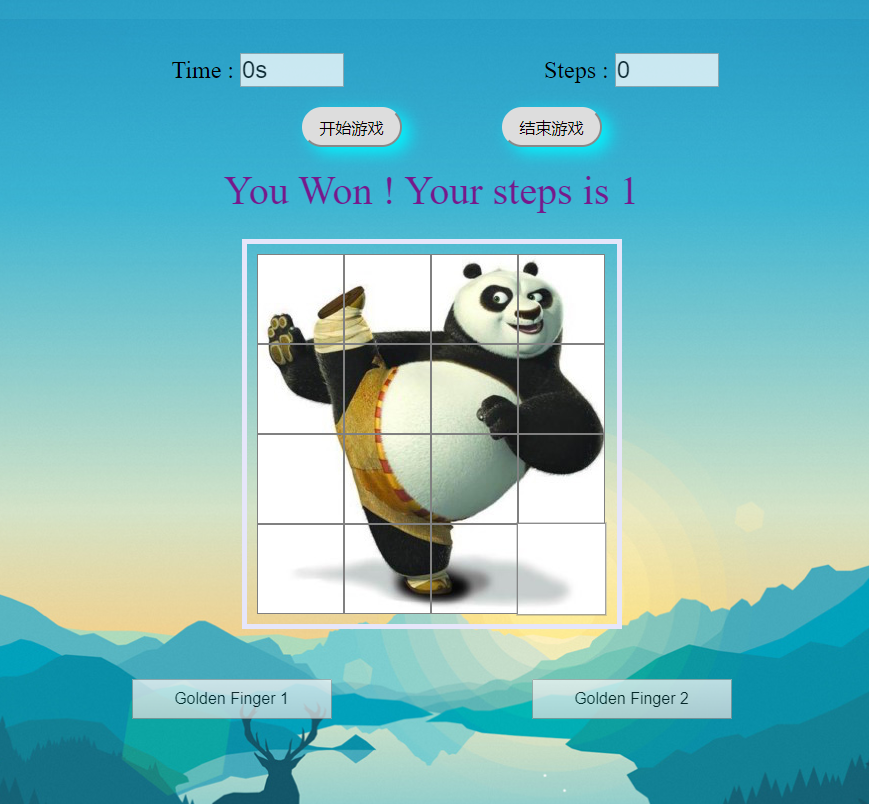 Time : 0s
Steps : 0
开始游戏
结束游戏
You Won ! Your steps is 1
Golden Finger 1
Golden Finger 2